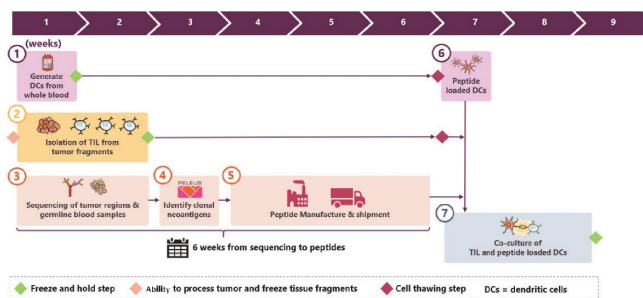 1 2 3 4 5 6 7 8 9
(weeks)
1
Generate
DCs from
whole blood
6
Peptide
loaded DCs
2
Isolation of TIL from
tumor fragments
3
Sequencing of tumor regions &
germline blood samples
4
PELEUS
Identify clonal
neoantigens
5
Peptide Manufacture & shipment
6 weeks from sequencing to peptides
7
Co-culture of
TIL and peptide loaded DCs
Freeze and hold step
Ability to process tumor and freeze tissue fragments
Cell thawing step
DCs = dendritic cells